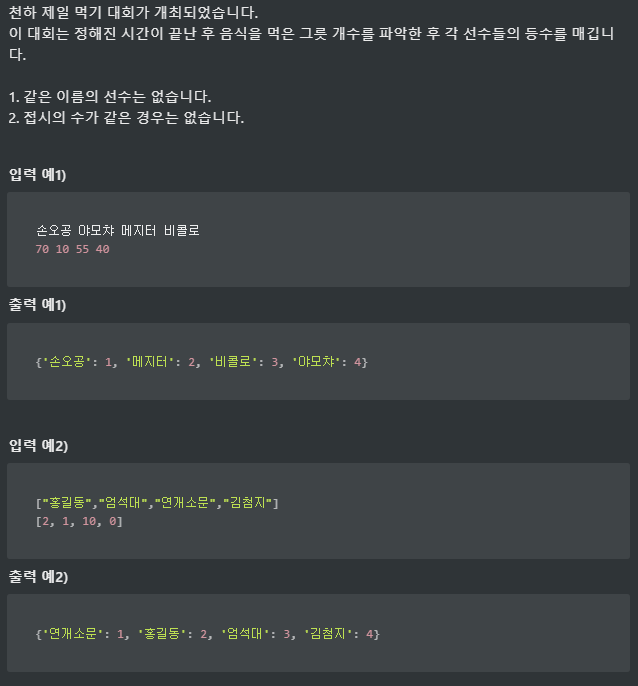 천하 제일 먹기 대회가 개최되었습니다.
이 대회는 정해진 시간이 끝난 후 음식을 먹은 그릇 개수를 파악한 후 각 선수들의 등수를 매깁니
다.
1. 같은 이름의 선수는 없습니다.
2. 접시의 수가 같은 경우는 없습니다.
입력 예1)
손오공 야모챠 메지터 비콜로
70 10 55 40
출력 예1)
{'손오공': 1, '메지터': 2, '비콜로': 3, '야모챠': 4}
입력 예2)
["홍길동","엄석대","연개소문","김첨지"]
[2, 1, 10, 0]
출력 예2)
{'연개소문': 1, '홍길동': 2, '엄석대': 3, '김첨지': 4}